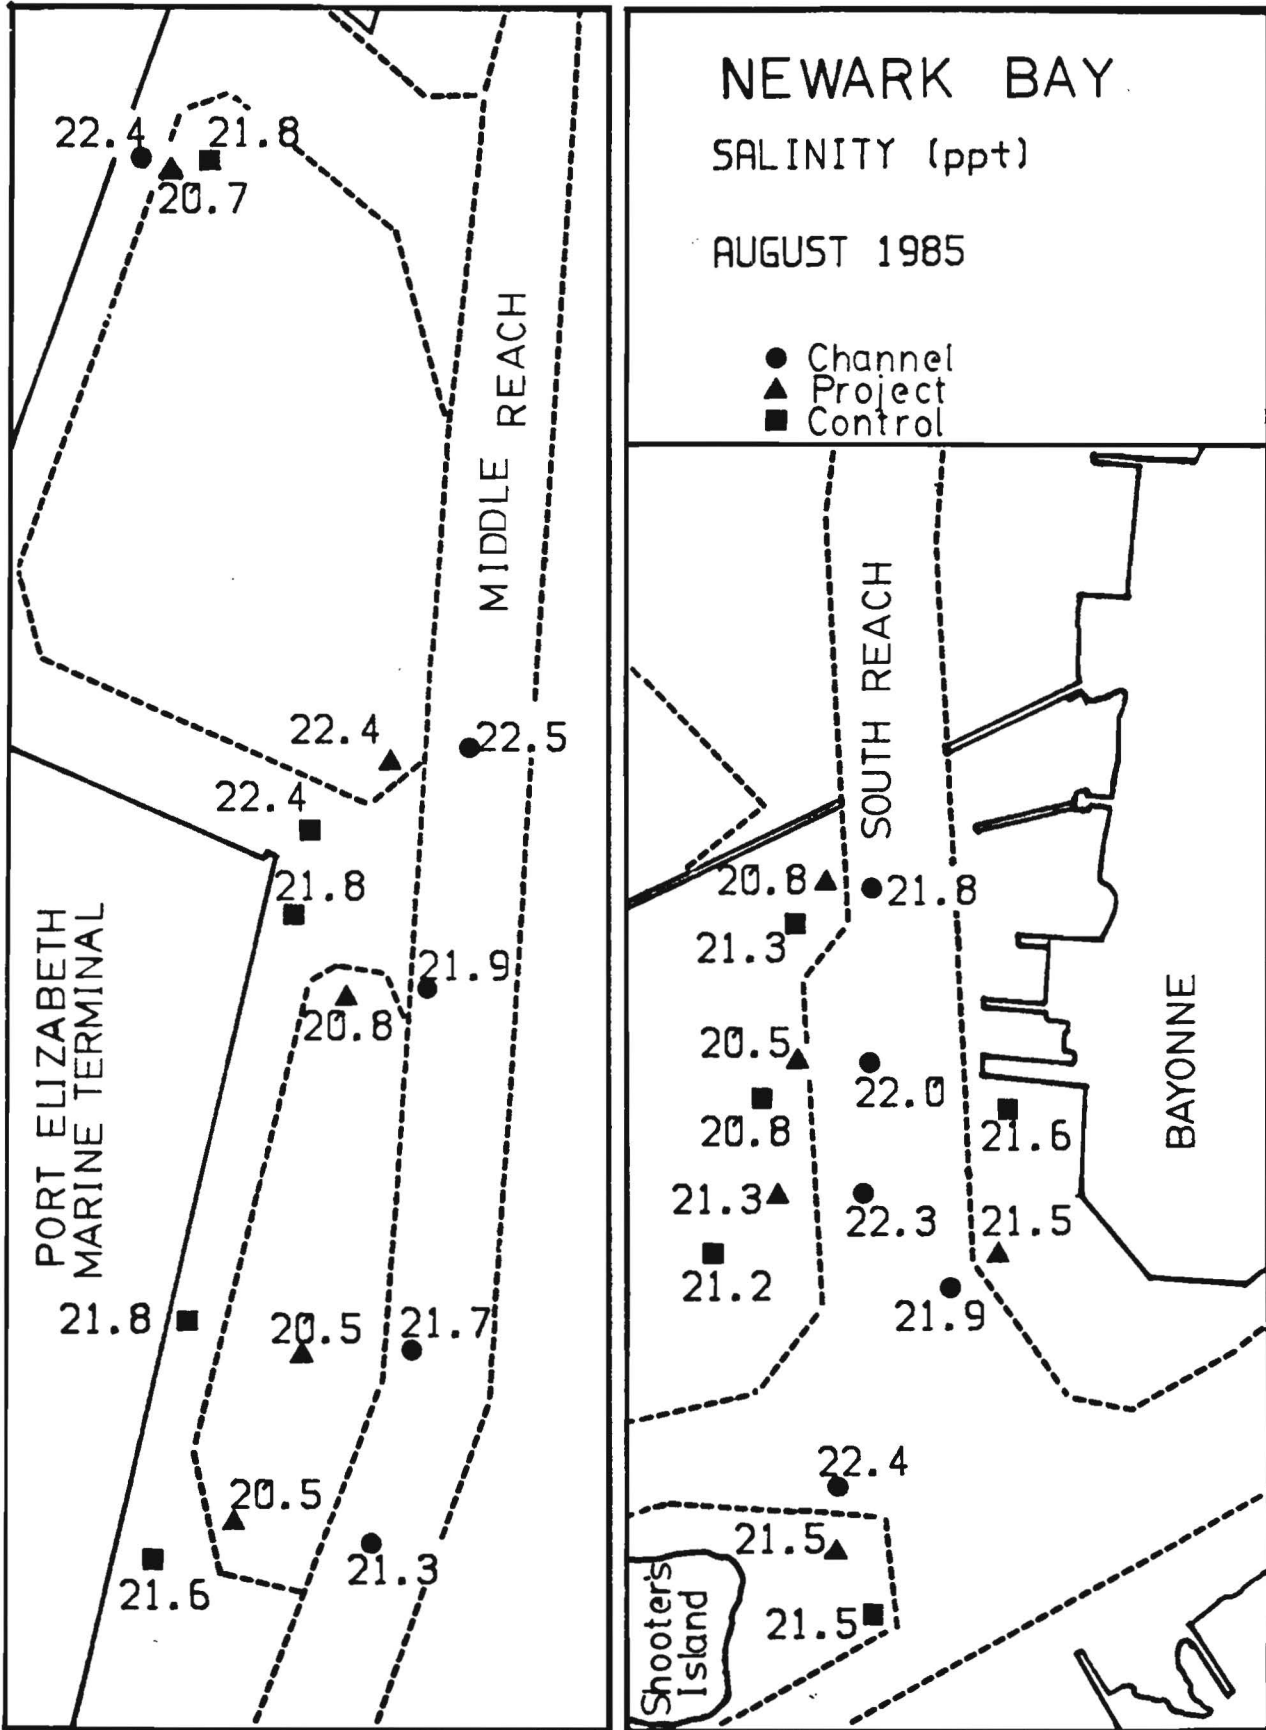 NEWARK BAY
SALINITY (ppt)
AUGUST 1985
Channel
Project
Control
22.4
21.8
20.7
MIDDLE REACH
22.4
22.5
22.4
21.8
21.9
20.8
PORT ELIZABETH
MARINE TERMINAL
21.8
20.5
21.7
20.5
21.3
21.6
SOUTH REACH
20.8
21.8
21.3
20.5
22.0
20.8
21.6
BAYONNE
21.3
22.3
21.5
21.2
21.9
22.4
21.5
21.5
Shooter's
Island